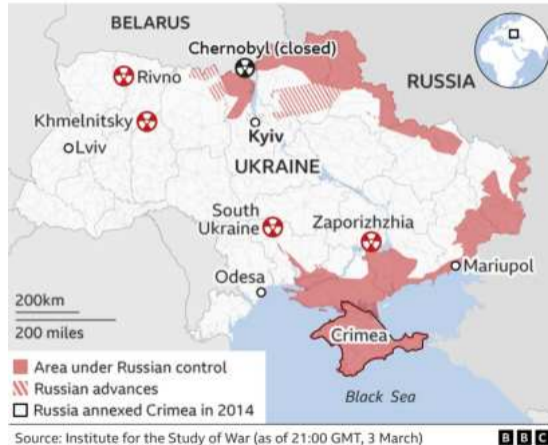 BELARUS
Chernobyl (closed)
RUSSIA
Rivno
Khmelnitsky
Kyiv
Lviv
UKRAINE
South
Ukraine
Zaporizhzhia
Mariupol
Odesa
200km
200 miles
Crimea
Area under Russian control
Russian advances
Russia annexed Crimea in 2014
Black Sea
Source: Institute for the Study of War (as of 21:00 GMT, 3 March)
BBC